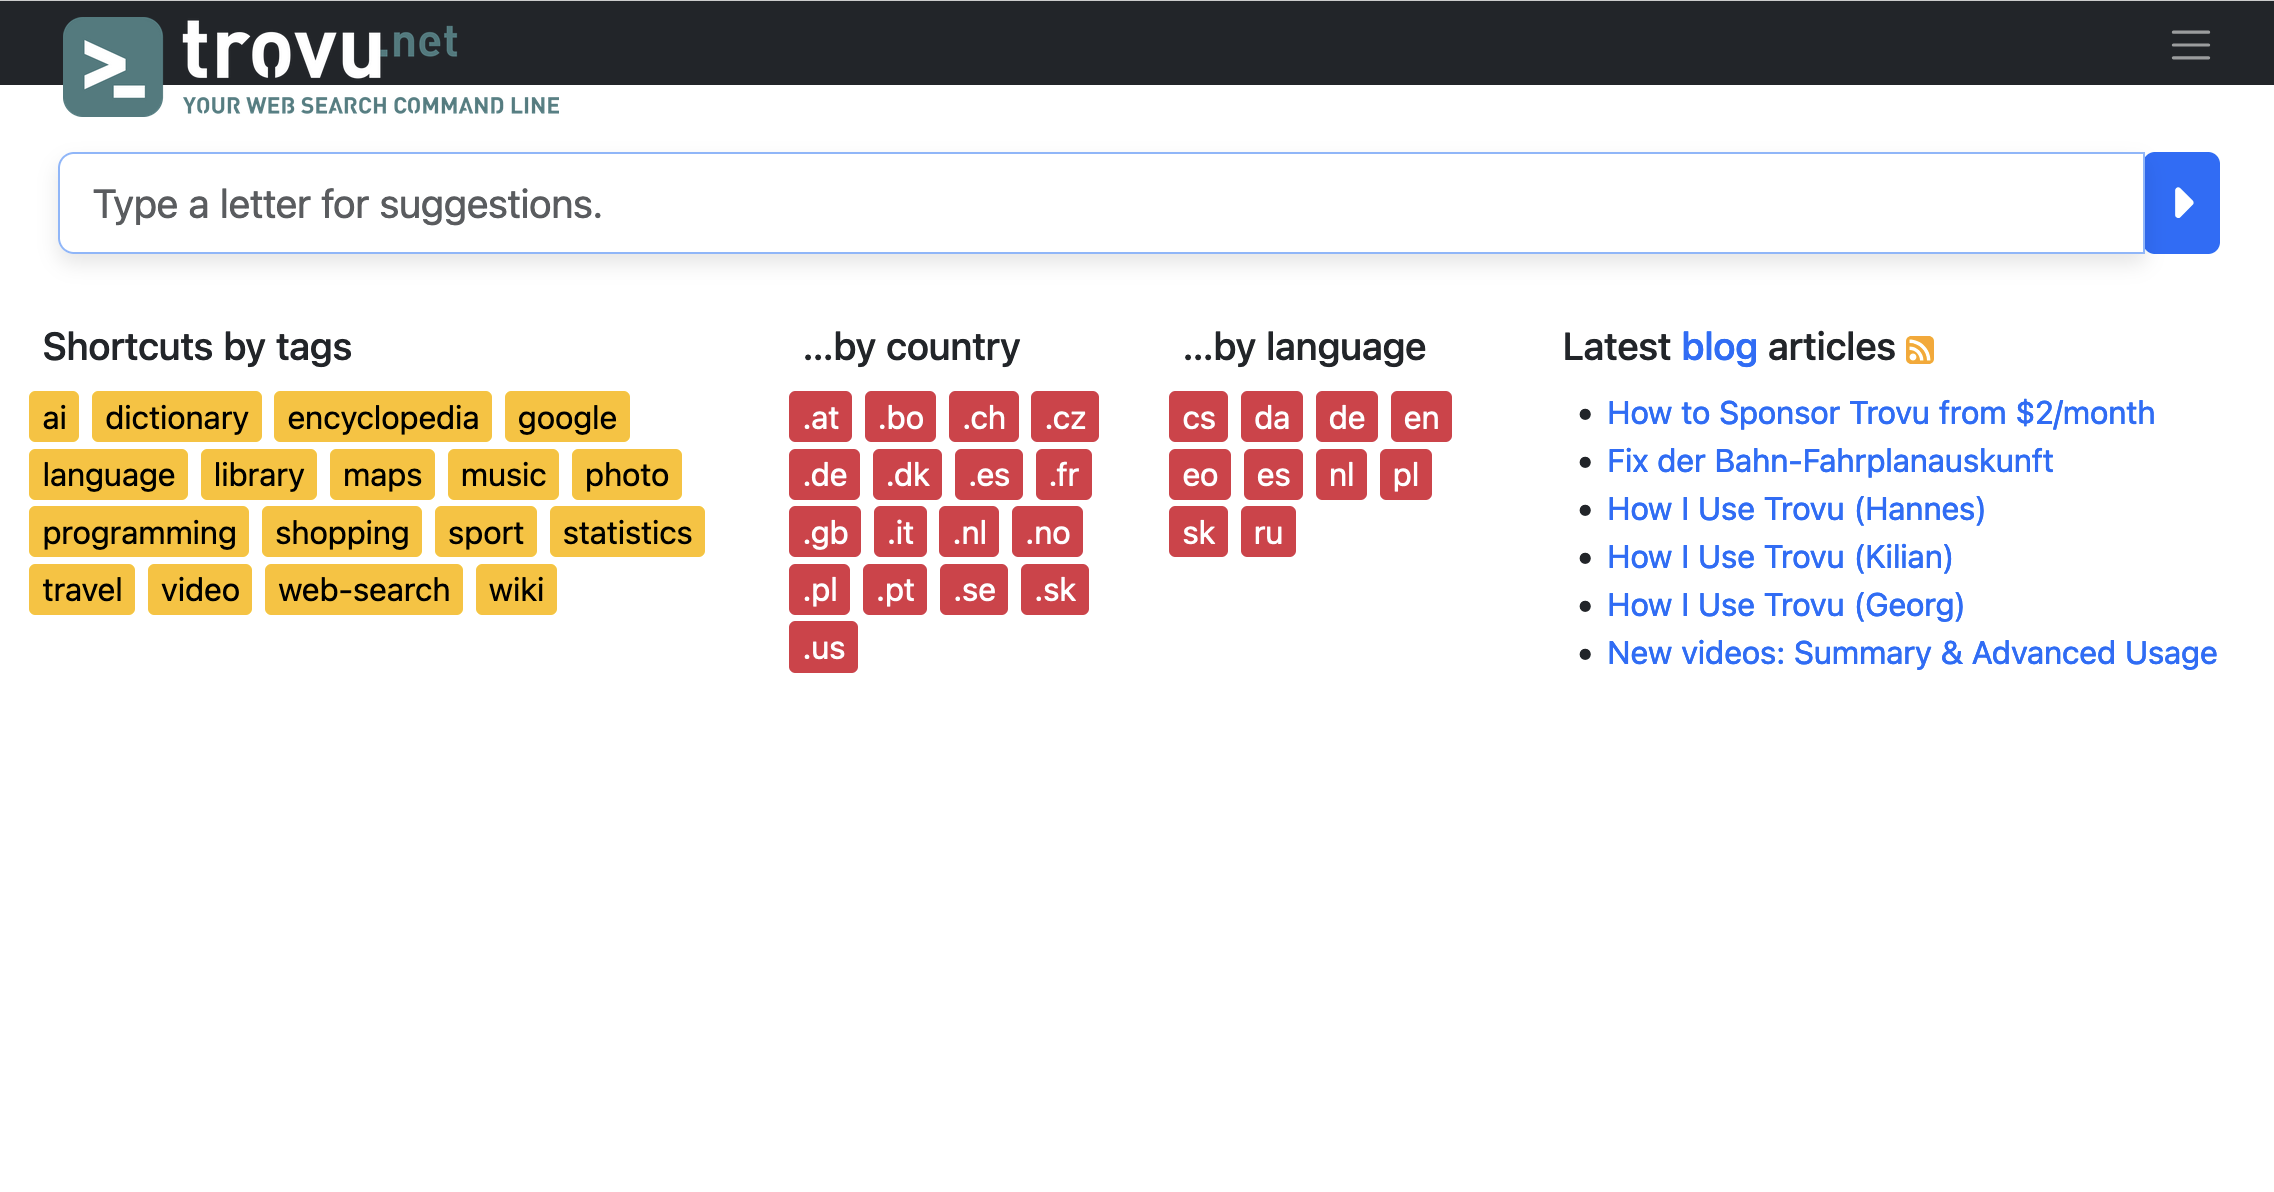 >_ trovu.net
YOUR WEB SEARCH COMMAND LINE
Type a letter for suggestions.
Shortcuts by tags
ai dictionary encyclopedia google
language library maps music photo
programming shopping sport statistics
travel video web-search wiki
...by country
.at .bo .ch .cz
.de .dk .es .fr
.gb .it .nl .no
.pl .pt .se .sk
.us
...by language
cs da de en
eo es nl pl
sk ru
Latest blog articles
• How to Sponsor Trovu from $2/month
• Fix der Bahn-Fahrplanauskunft
• How I Use Trovu (Hannes)
• How I Use Trovu (Kilian)
• How I Use Trovu (Georg)
• New videos: Summary & Advanced Usage